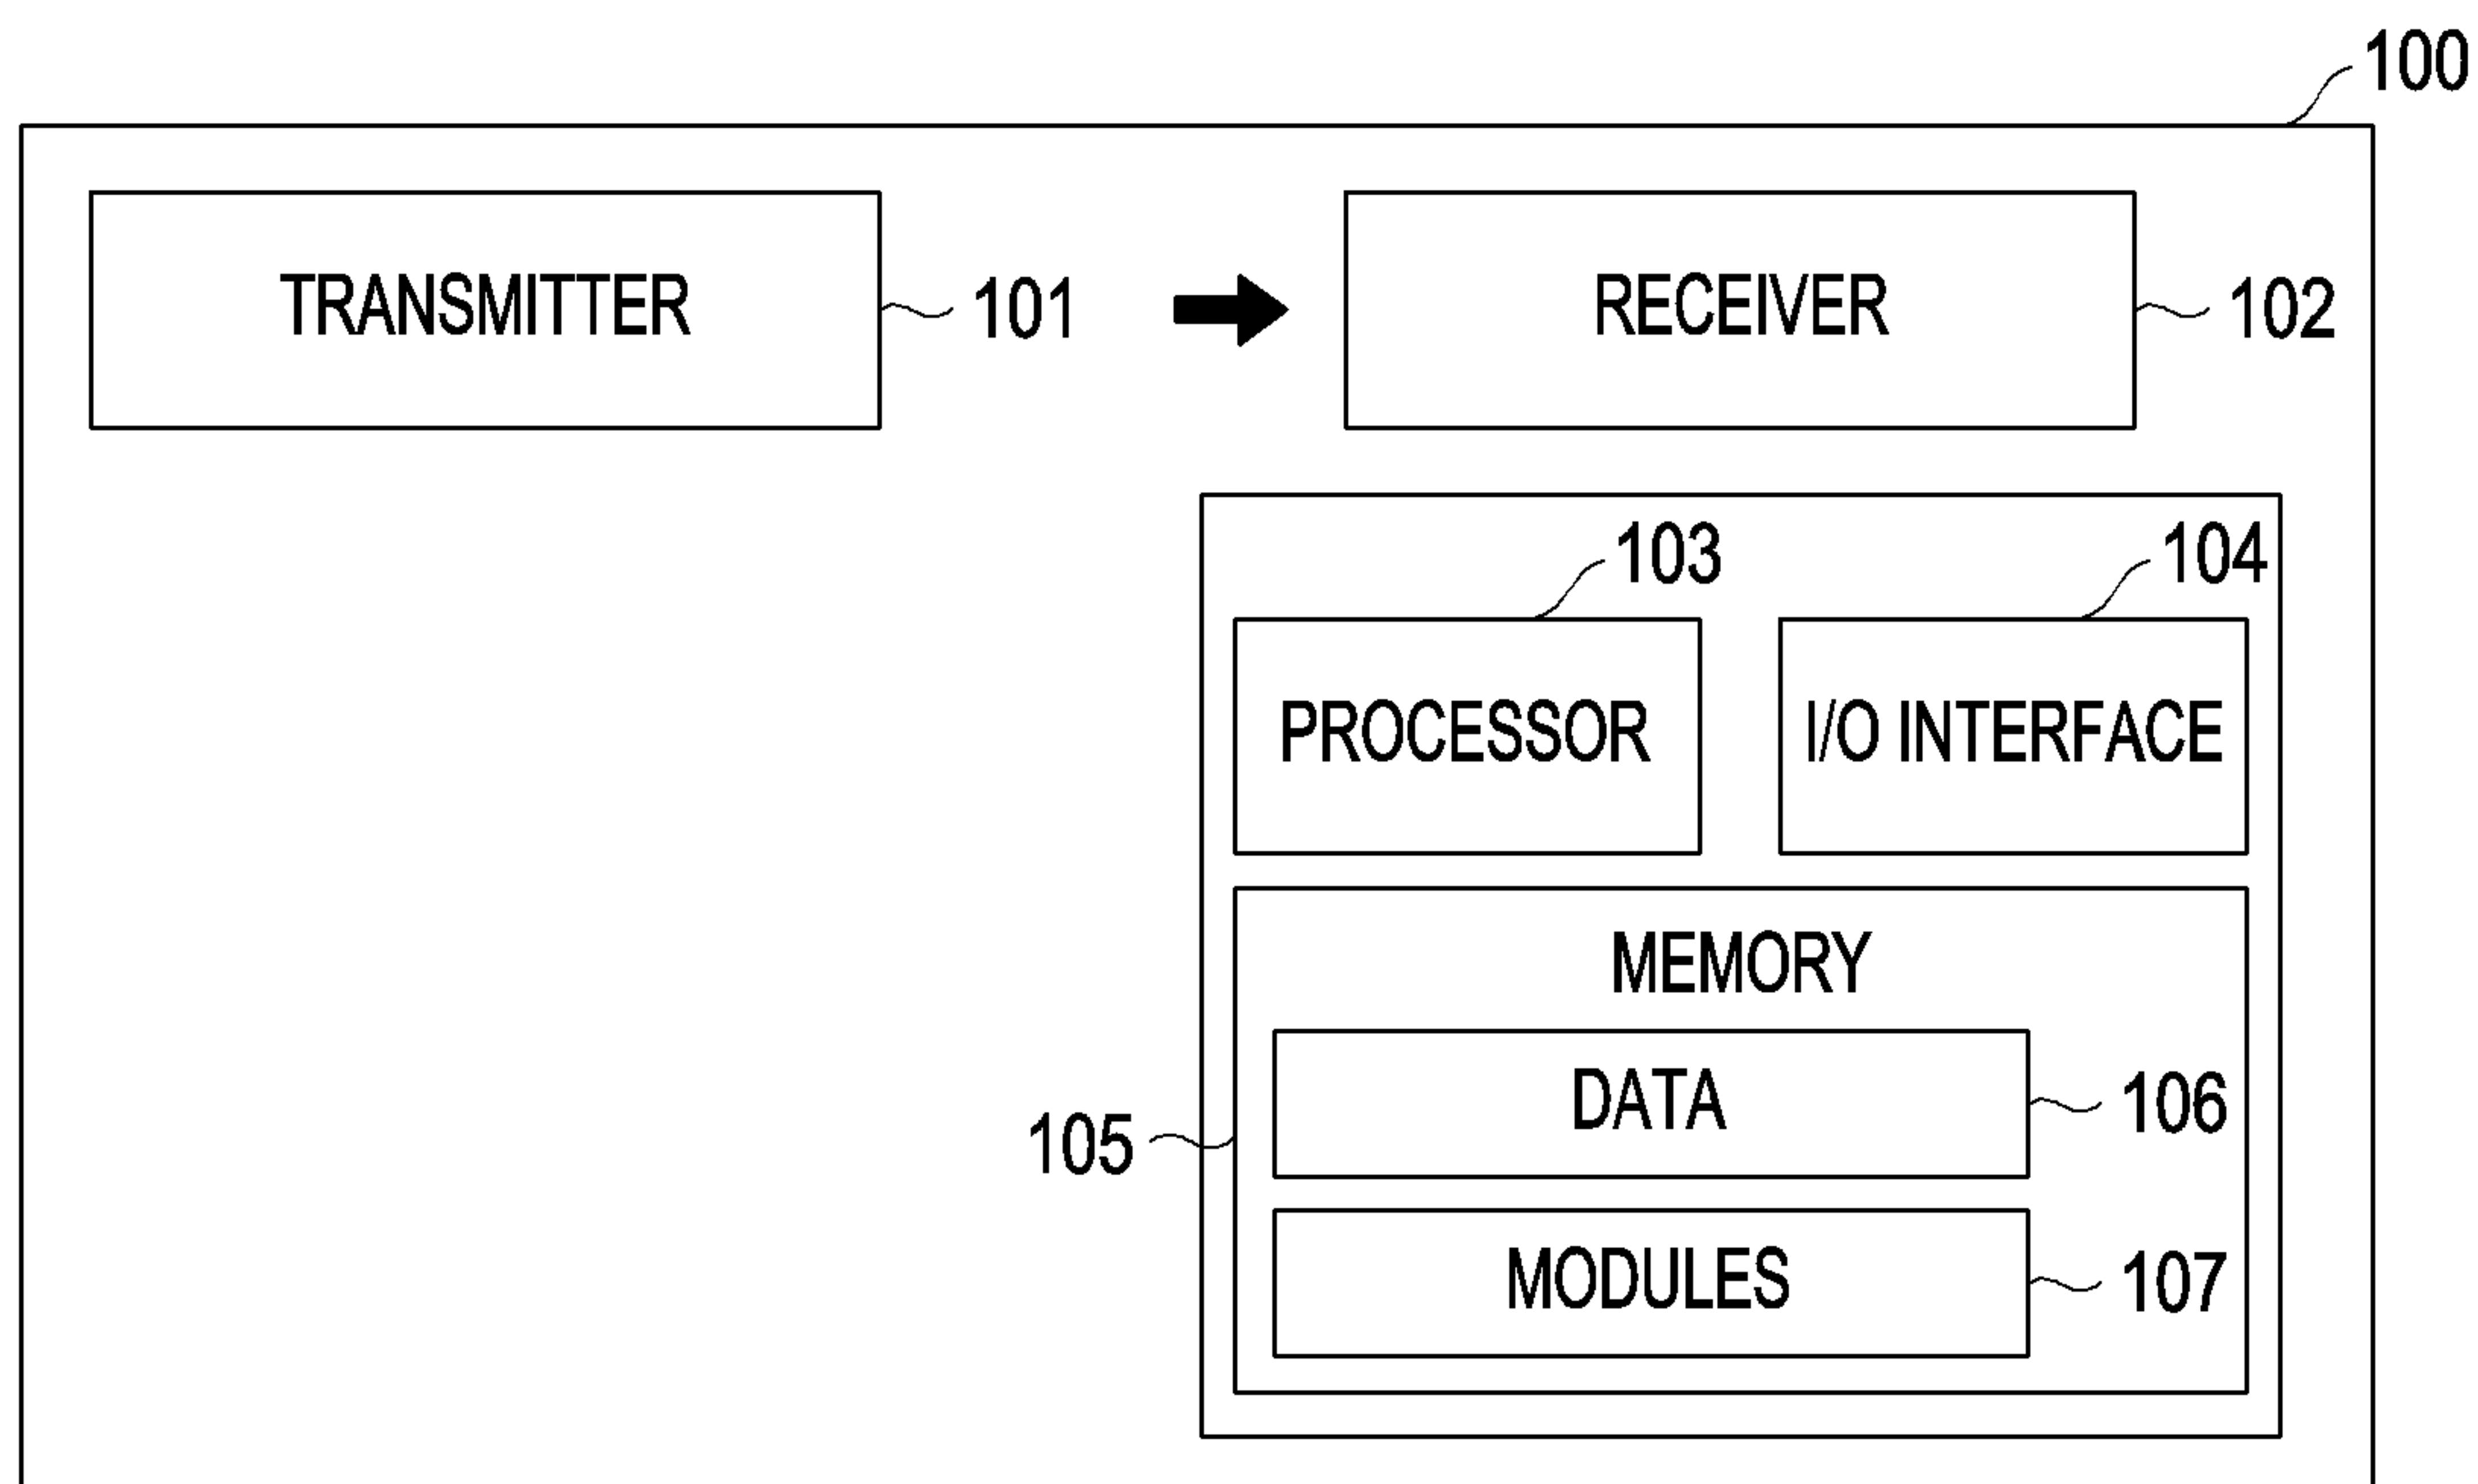 100
TRANSMITTER
101
RECEIVER
102
103
104
PROCESSOR
I/O INTERFACE
MEMORY
DATA
106
105
MODULES
107